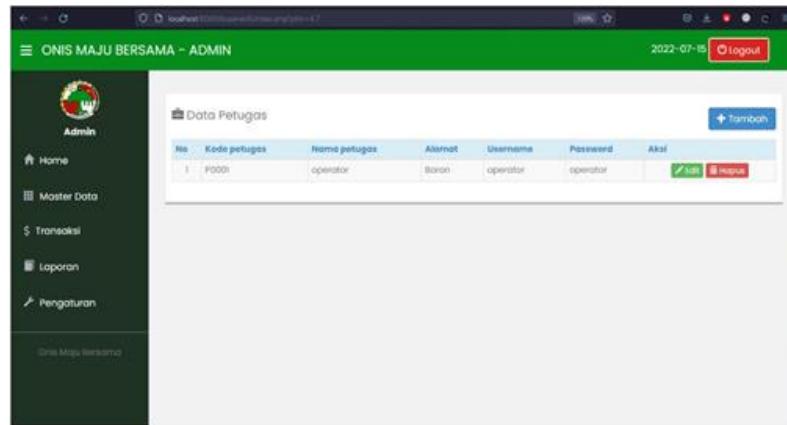 localhost
ONIS MAJU BERSAMA - ADMIN
2022-07-15
Logout
Admin
Home
Master Data
Transaksi
Laporan
Pengaturan
Onis Maju Bersama
Data Petugas
Tambah
No Kode petugas Nama petugas Alamat Username Password Aksi
1 P0001 operator Baron operator operator Edit Hapus